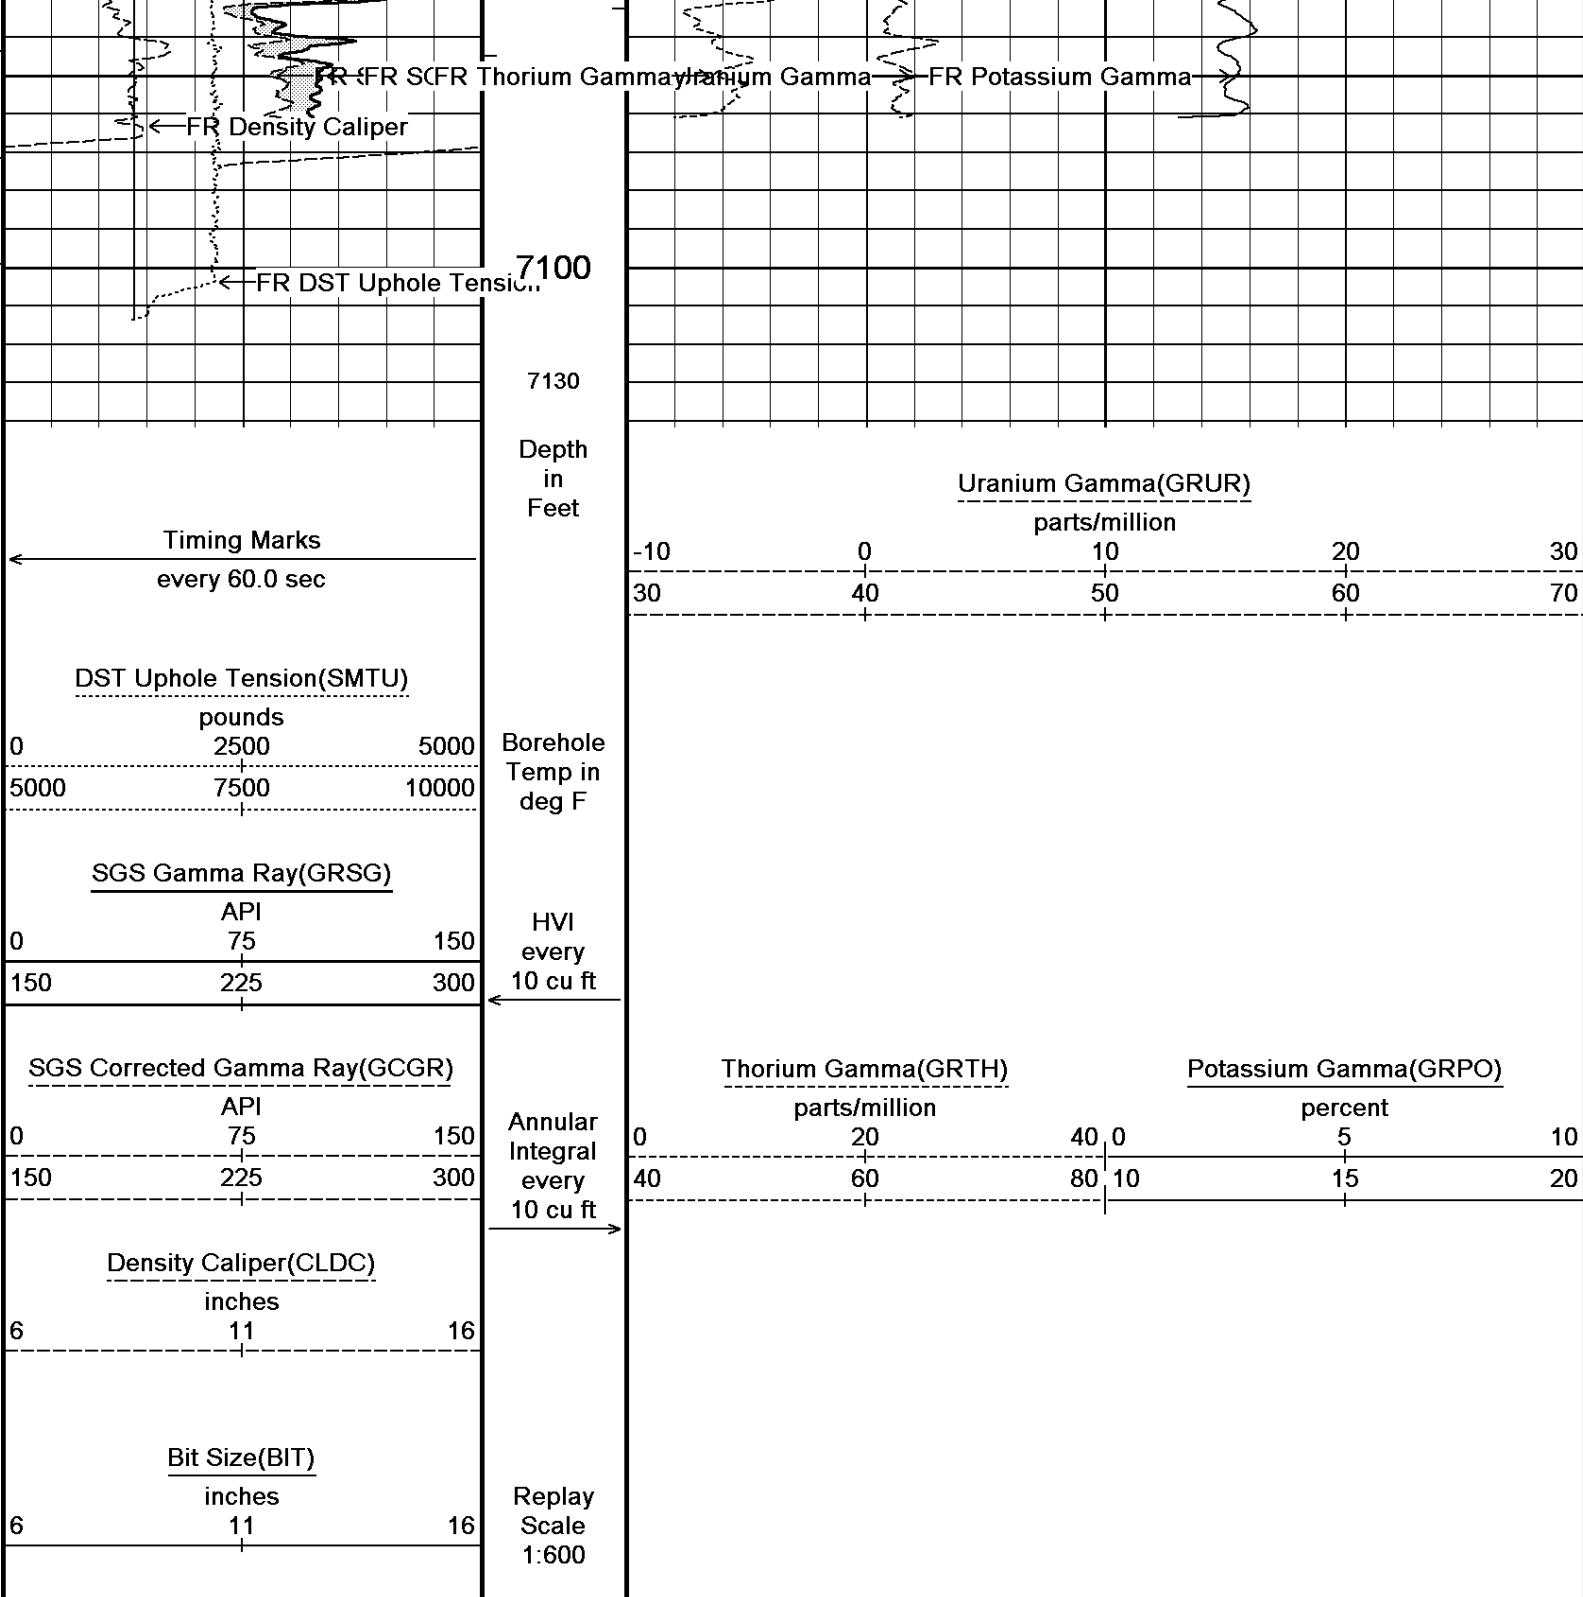 FR FR FR Thorium Gamma Uranium Gamma FR Potassium Gamma
FR Density Caliper
FR DST Uphole Tension
7100
7130
Depth
in
Feet
Timing Marks
every 60.0 sec
Uranium Gamma(GRUR)
parts/million
-10 0 10 20 30
30 40 50 60 70
DST Uphole Tension(SMTU)
pounds
0 2500 5000
5000 7500 10000
Borehole
Temp in
deg F
SGS Gamma Ray(GRSG)
API
0 75 150
150 225 300
HVI
every
10 cu ft
SGS Corrected Gamma Ray(GCGR)
API
0 75 150
150 225 300
Annular
Integral
every
10 cu ft
Thorium Gamma(GRTH)
parts/million
0 20 40
40 60 80
Potassium Gamma(GRPO)
percent
0 5 10
10 15 20
Density Caliper(CLDC)
inches
6 11 16
Bit Size(BIT)
inches
6 11 16
Replay
Scale
1:600